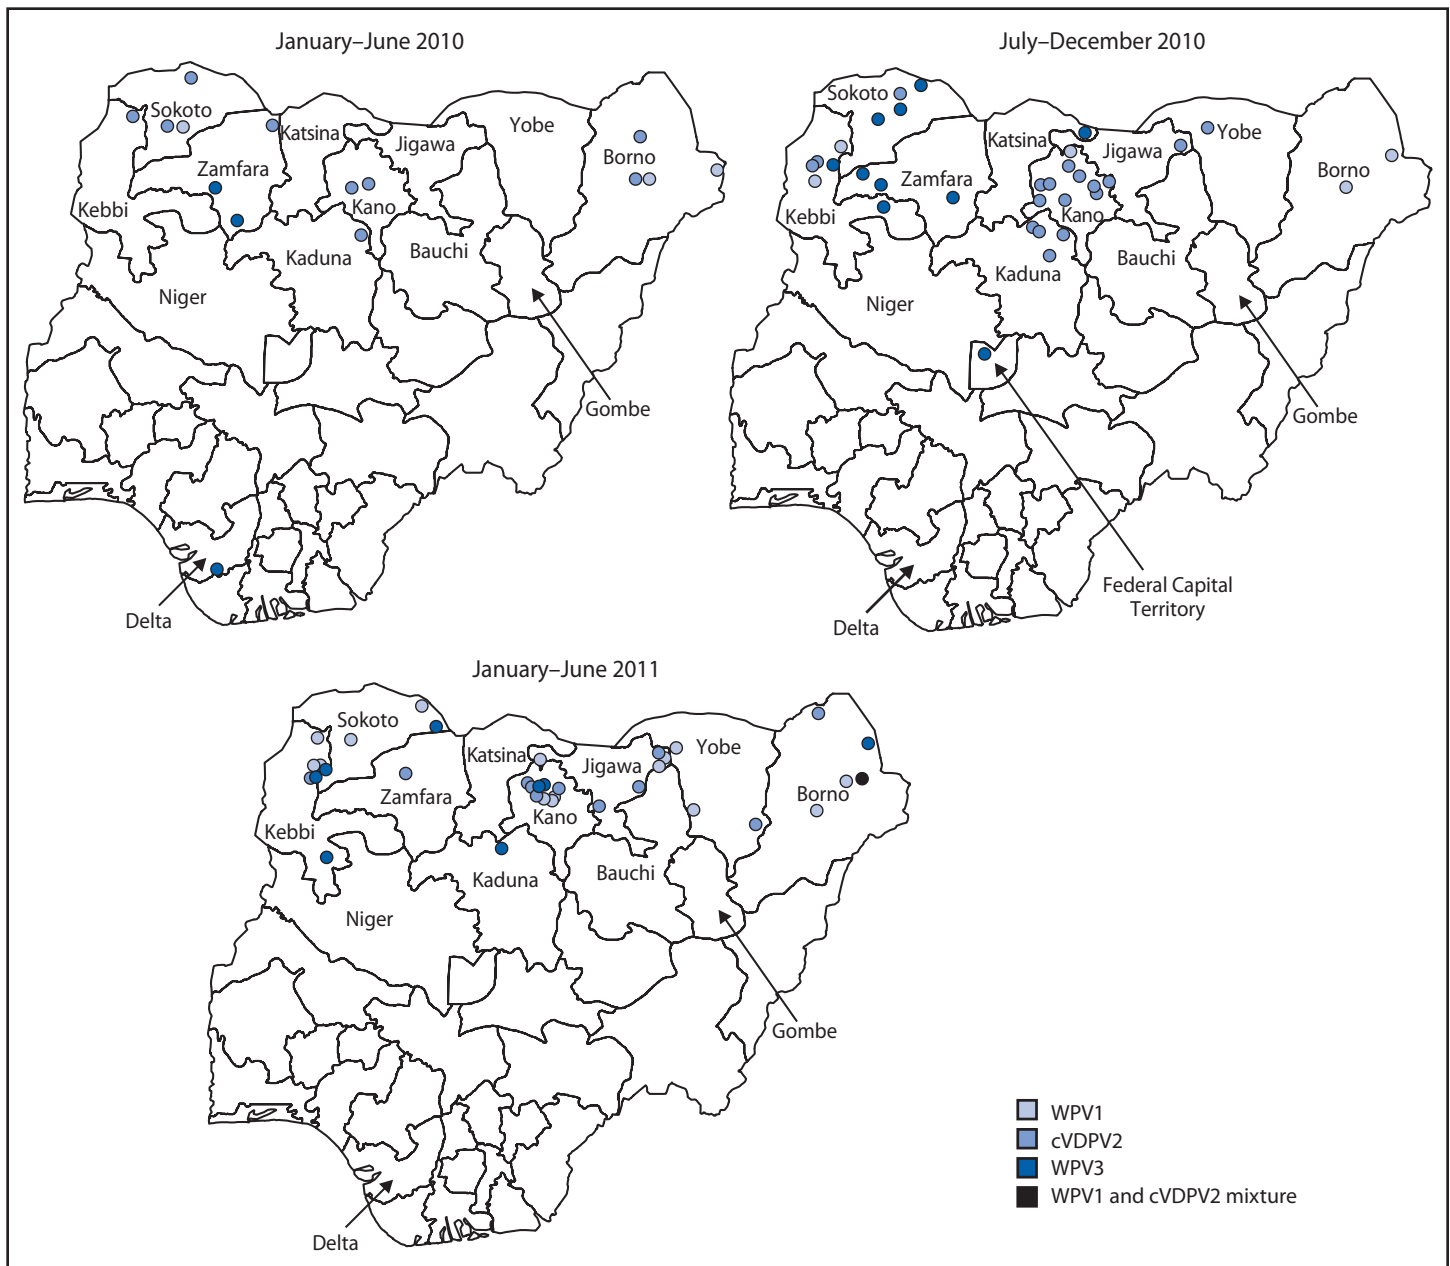 January–June 2010
Sokoto
Katsina
Jigawa
Yobe
Borno
Zamfara
Kebbi
Kano
Kaduna
Bauchi
Niger
Gombe
Delta
July–December 2010
Sokoto
Katsina
Jigawa
Yobe
Borno
Zamfara
Kebbi
Kano
Kaduna
Bauchi
Niger
Gombe
Federal Capital
Territory
Delta
January–June 2011
Sokoto
Katsina
Jigawa
Yobe
Borno
Zamfara
Kebbi
Kano
Kaduna
Bauchi
Niger
Gombe
Delta
WPV1
cVDPV2
WPV3
WPV1 and cVDPV2 mixture